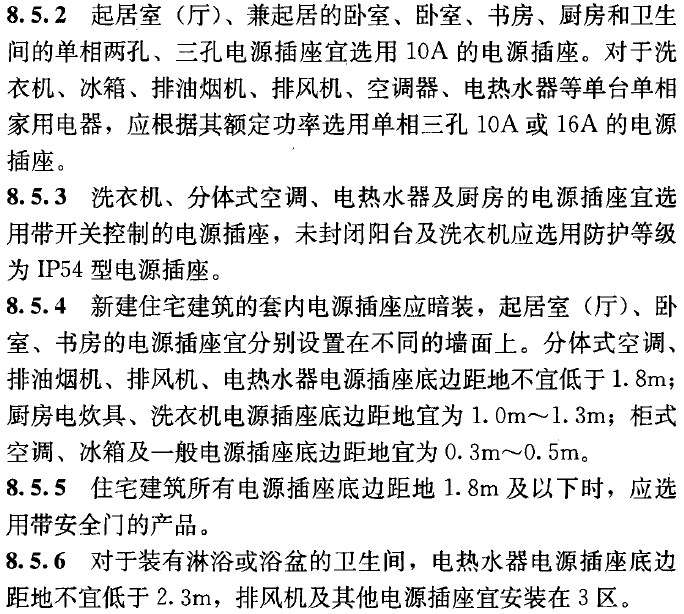 8.5.2 起居室（厅）、兼起居的卧室、卧室、书房、厨房和卫生
间的单相两孔、三孔电源插座宜选用 10A 的电源插座。对于洗
衣机、冰箱、排油烟机、排风机、空调器、电热水器等单台单相
家用电器，应根据其额定功率选用单相三孔 10A 或 16A 的电源
插座。
8.5.3 洗衣机、分体式空调、电热水器及厨房的电源插座宜选
用带开关控制的电源插座，未封闭阳台及洗衣机应选用防护等级
为 IP54 型电源插座。
8.5.4 新建住宅建筑的套内电源插座应暗装，起居室（厅）、卧
室、书房的电源插座宜分别设置在不同的墙面上。分体式空调、
排油烟机、排风机、电热水器电源插座底边距地不宜低于 1.8m；
厨房电炊具、洗衣机电源插座底边距地宜为 1.0m～1.3m；柜式
空调、冰箱及一般电源插座底边距地宜为 0.3m～0.5m。
8.5.5 住宅建筑所有电源插座底边距地 1.8m 及以下时，应选
用带安全门的产品。
8.5.6 对于装有淋浴或浴盆的卫生间，电热水器电源插座底边
距地不宜低于 2.3m，排风机及其他电源插座宜安装在 3 区。